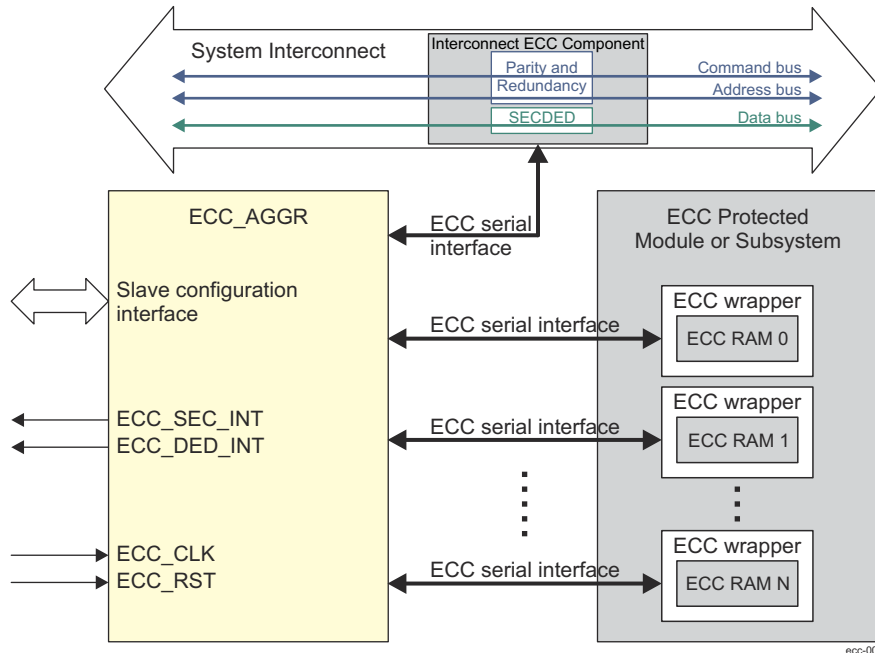 System Interconnect
Interconnect ECC Component
Parity and
Redundancy
Command bus
Address bus
SECDED
Data bus
ECC_AGGR
ECC serial
interface
ECC Protected
Module or Subsystem
Slave configuration
interface
ECC serial interface
ECC wrapper
ECC RAM 0
ECC_SEC_INT
ECC_DED_INT
ECC serial interface
ECC wrapper
ECC RAM 1
ECC_CLK
ECC_RST
ECC serial interface
ECC wrapper
ECC RAM N
ecc-00